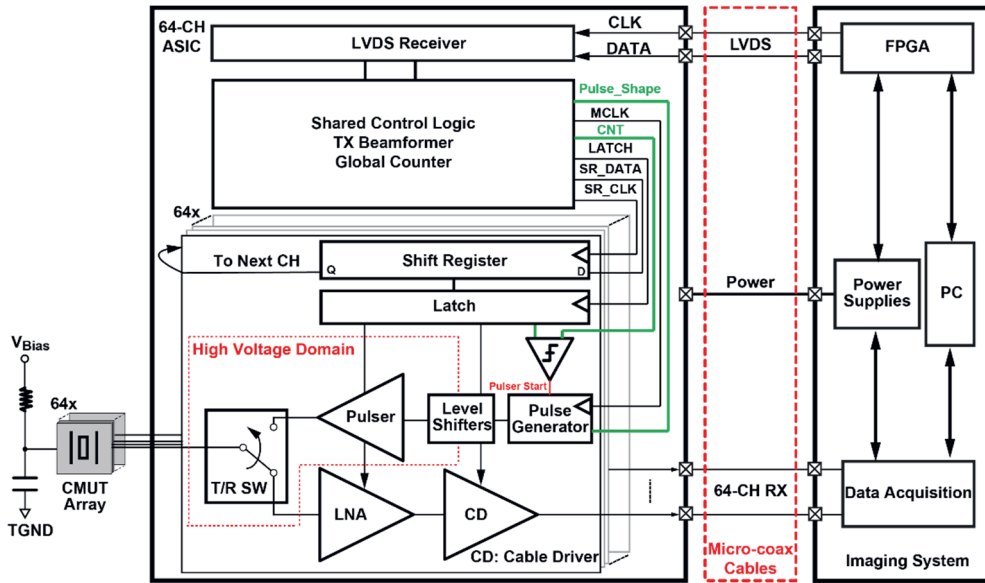 64-CH
ASIC
LVDS Receiver
CLK
DATA
LVDS
FPGA
Shared Control Logic
TX Beamformer
Global Counter
Pulse_Shape
MCLK
CNT
LATCH
SR_DATA
SR_CLK
64x
To Next CH
Q
Shift Register
D
Latch
Power
Power
Supplies
PC
High Voltage Domain
VBias
64x
CMUT
Array
TGND
Pulser
Level
Shifters
Pulser Start
Pulse
Generator
T/R SW
LNA
CD
CD: Cable Driver
64-CH RX
Data Acquisition
Micro-coax
Cables
Imaging System